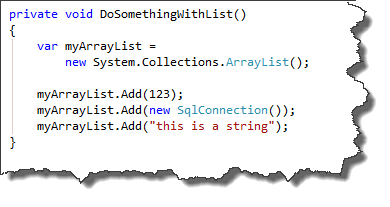 private void DoSomethingWithList()
{
    var myArrayList =
        new System.Collections.ArrayList();

    myArrayList.Add(123);
    myArrayList.Add(new SqlConnection());
    myArrayList.Add("this is a string");
}